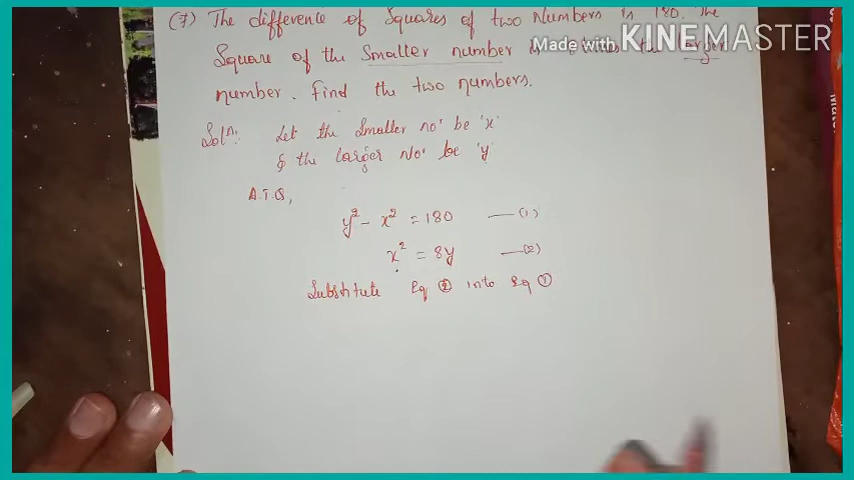 (7) The difference of Squares of two Numbers is 180. The
Square of the Smaller number
Made with KINEMASTER
larger
number. Find the two numbers.
Solⁿ: Let the Smaller no' be 'x'
& the larger No' be 'y'
A.T.Q,
y² - x² = 180 —(1)
x² = 8y —(2)
Substitute Eq ② into Eq ①